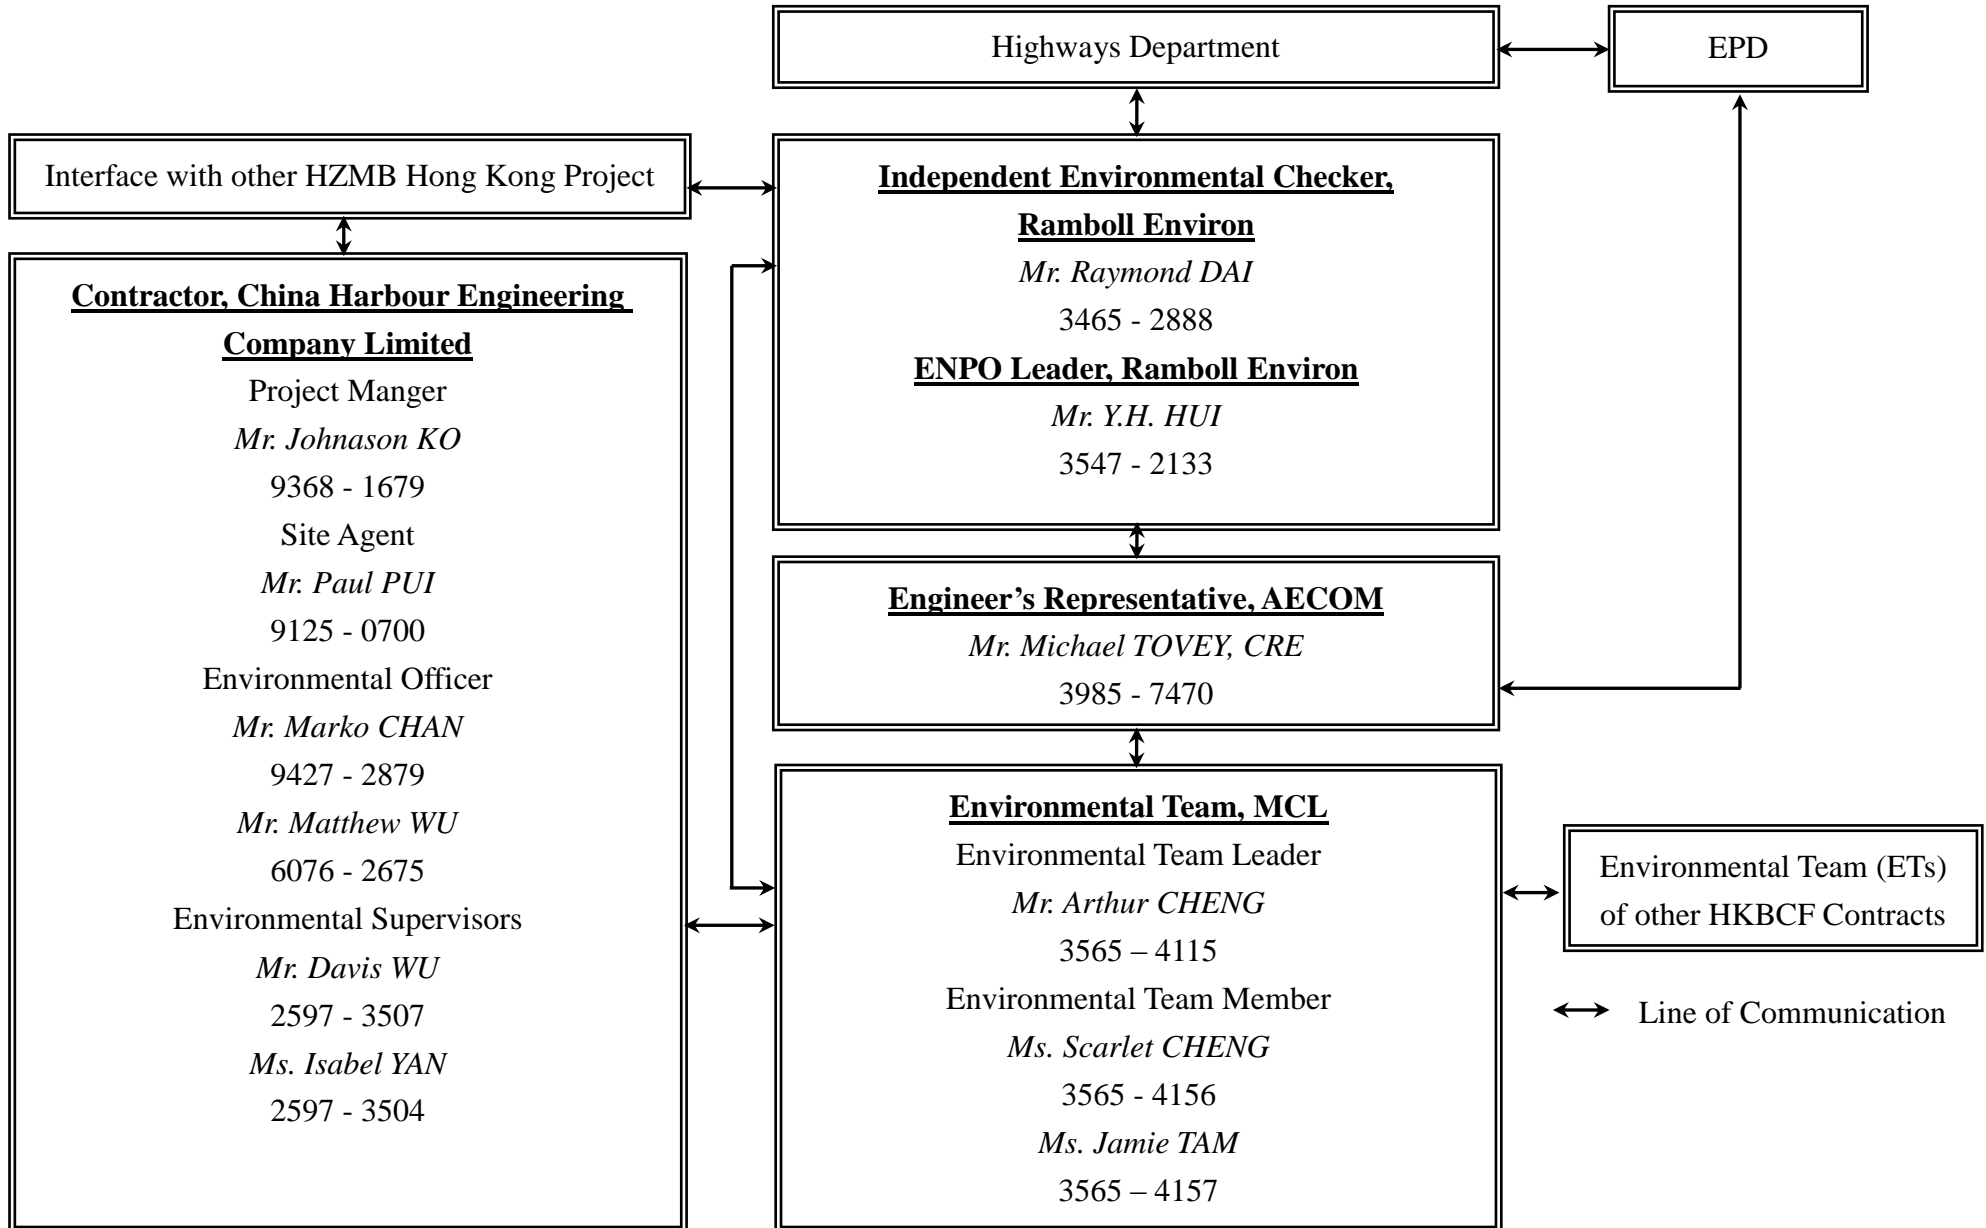 Highways Department
EPD
Interface with other HZMB Hong Kong Project
Independent Environmental Checker,
Ramboll Environ
Mr. Raymond DAI
3465 - 2888
ENPO Leader, Ramboll Environ
Mr. Y.H. HUI
3547 - 2133
Contractor, China Harbour Engineering
Company Limited
Project Manger
Mr. Johnason KO
9368 - 1679
Site Agent
Mr. Paul PUI
9125 - 0700
Environmental Officer
Mr. Marko CHAN
9427 - 2879
Mr. Matthew WU
6076 - 2675
Environmental Supervisors
Mr. Davis WU
2597 - 3507
Ms. Isabel YAN
2597 - 3504
Engineer’s Representative, AECOM
Mr. Michael TOVEY, CRE
3985 - 7470
Environmental Team, MCL
Environmental Team Leader
Mr. Arthur CHENG
3565 – 4115
Environmental Team Member
Ms. Scarlet CHENG
3565 - 4156
Ms. Jamie TAM
3565 – 4157
Environmental Team (ETs)
of other HKBCF Contracts
Line of Communication